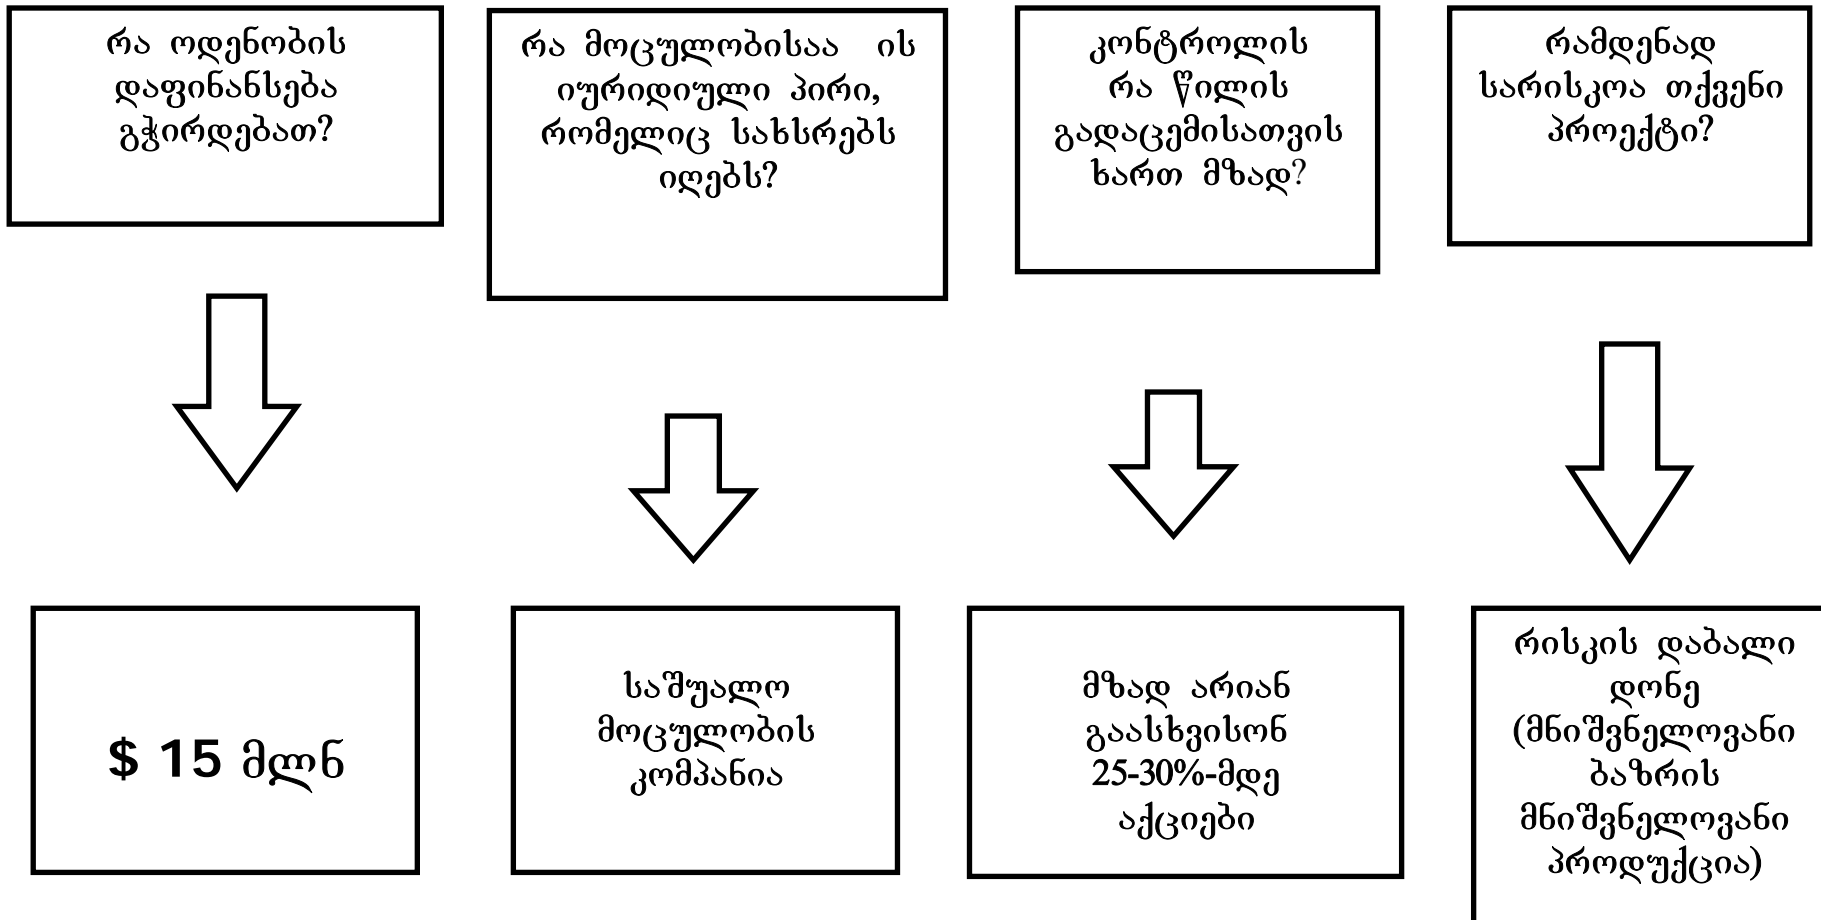 რა ოდენობის
დაფინანსება
გჭირდებათ?
რა მოცულობისაა ის
იურიდიული პირი,
რომელიც სახსრებს
იღებს?
კონტროლის
რა წილის
გადაცემისათვის
ხართ მზად?
რამდენად
სარისკოა თქვენი
პროექტი?
$ 15 მლნ
საშუალო
მოცულობის
კომპანია
მზად არიან
გაასხვისონ
25-30%-მდე
აქციები
რისკის დაბალი
დონე
(მნიშვნელოვანი
ბაზრის
მნიშვნელოვანი
პროდუქცია)